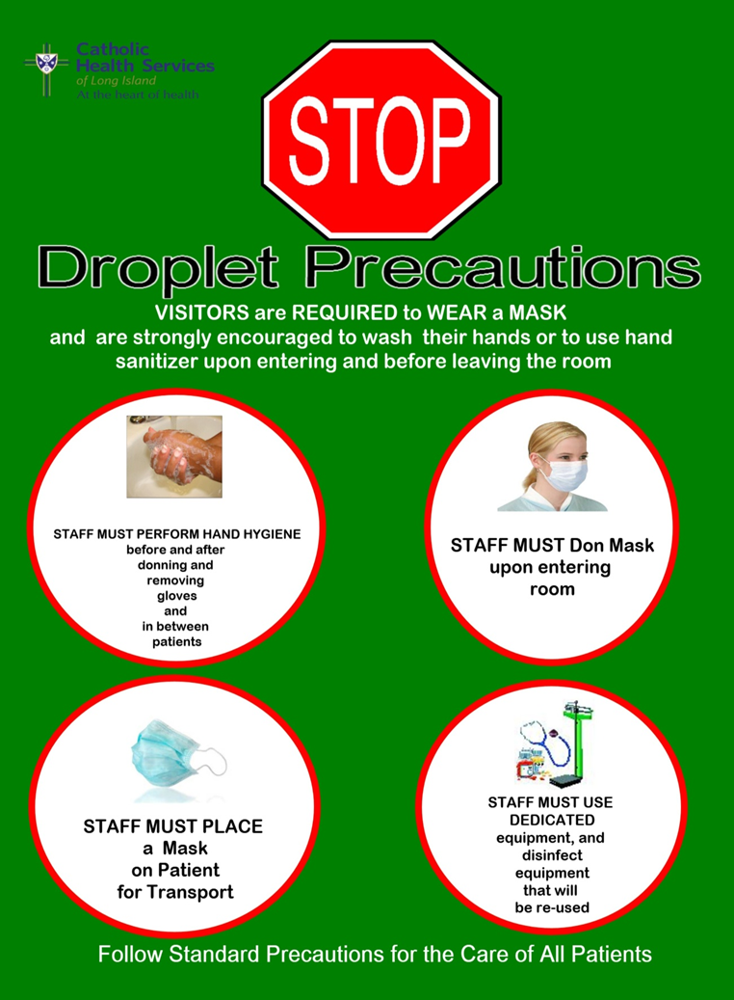 Catholic
Health Services
of Long Island
At the heart of health
STOP
Droplet Precautions
VISITORS are REQUIRED to WEAR a MASK
and are strongly encouraged to wash their hands or to use hand
sanitizer upon entering and before leaving the room
STAFF MUST PERFORM HAND HYGIENE
before and after
donning and
removing
gloves
and
in between
patients
STAFF MUST Don Mask
upon entering
room
STAFF MUST PLACE
a Mask
on Patient
for Transport
STAFF MUST USE
DEDICATED
equipment, and
disinfect
equipment
that will
be re-used
Follow Standard Precautions for the Care of All Patients